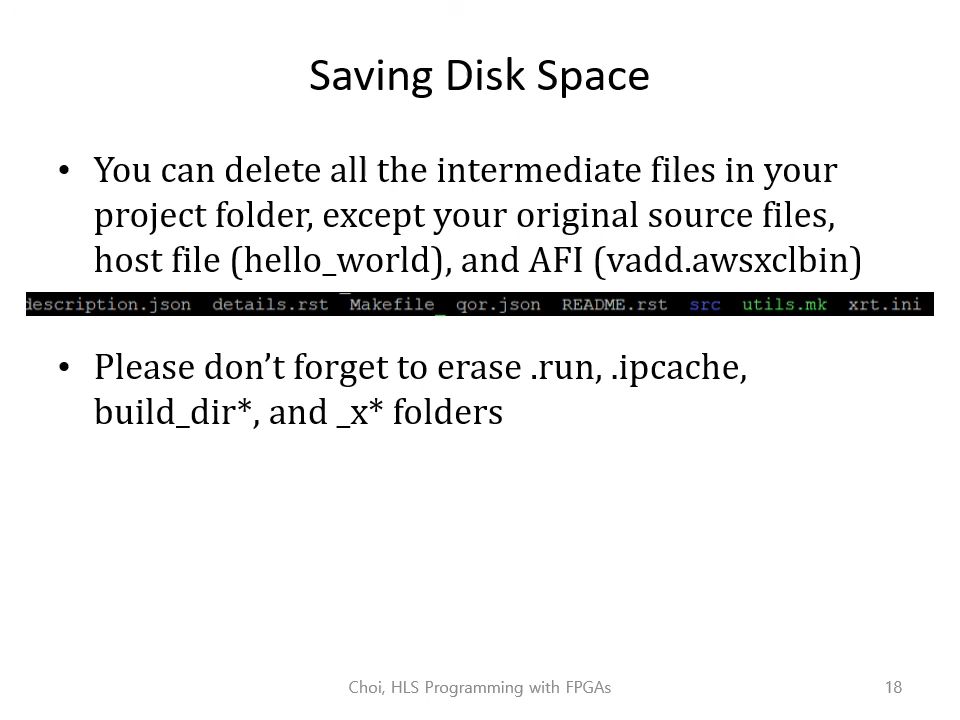 Saving Disk Space
• You can delete all the intermediate files in your
project folder, except your original source files,
host file (hello_world), and AFI (vadd.awsxclbin)
description.json details.rst Makefile qor.json README.rst src utils.mk xrt.ini
• Please don’t forget to erase .run, .ipcache,
build_dir*, and _x* folders
Choi, HLS Programming with FPGAs
18